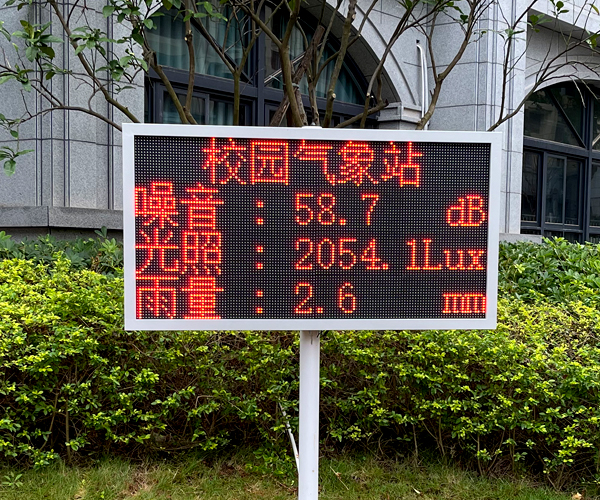 校园气象站
噪音 : 58.7 dB
光照 : 2054.1Lux
雨量 : 2.6 mm